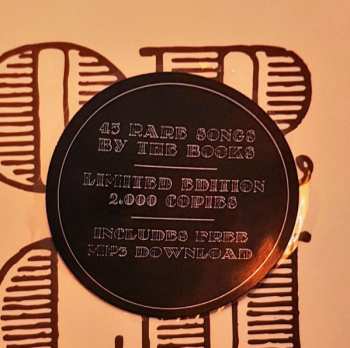 45 RARE SONGS
BY THE BOOKS
LIMITED EDITION
2.000 COPIES
INCLUDES FREE
MP3 DOWNLOAD